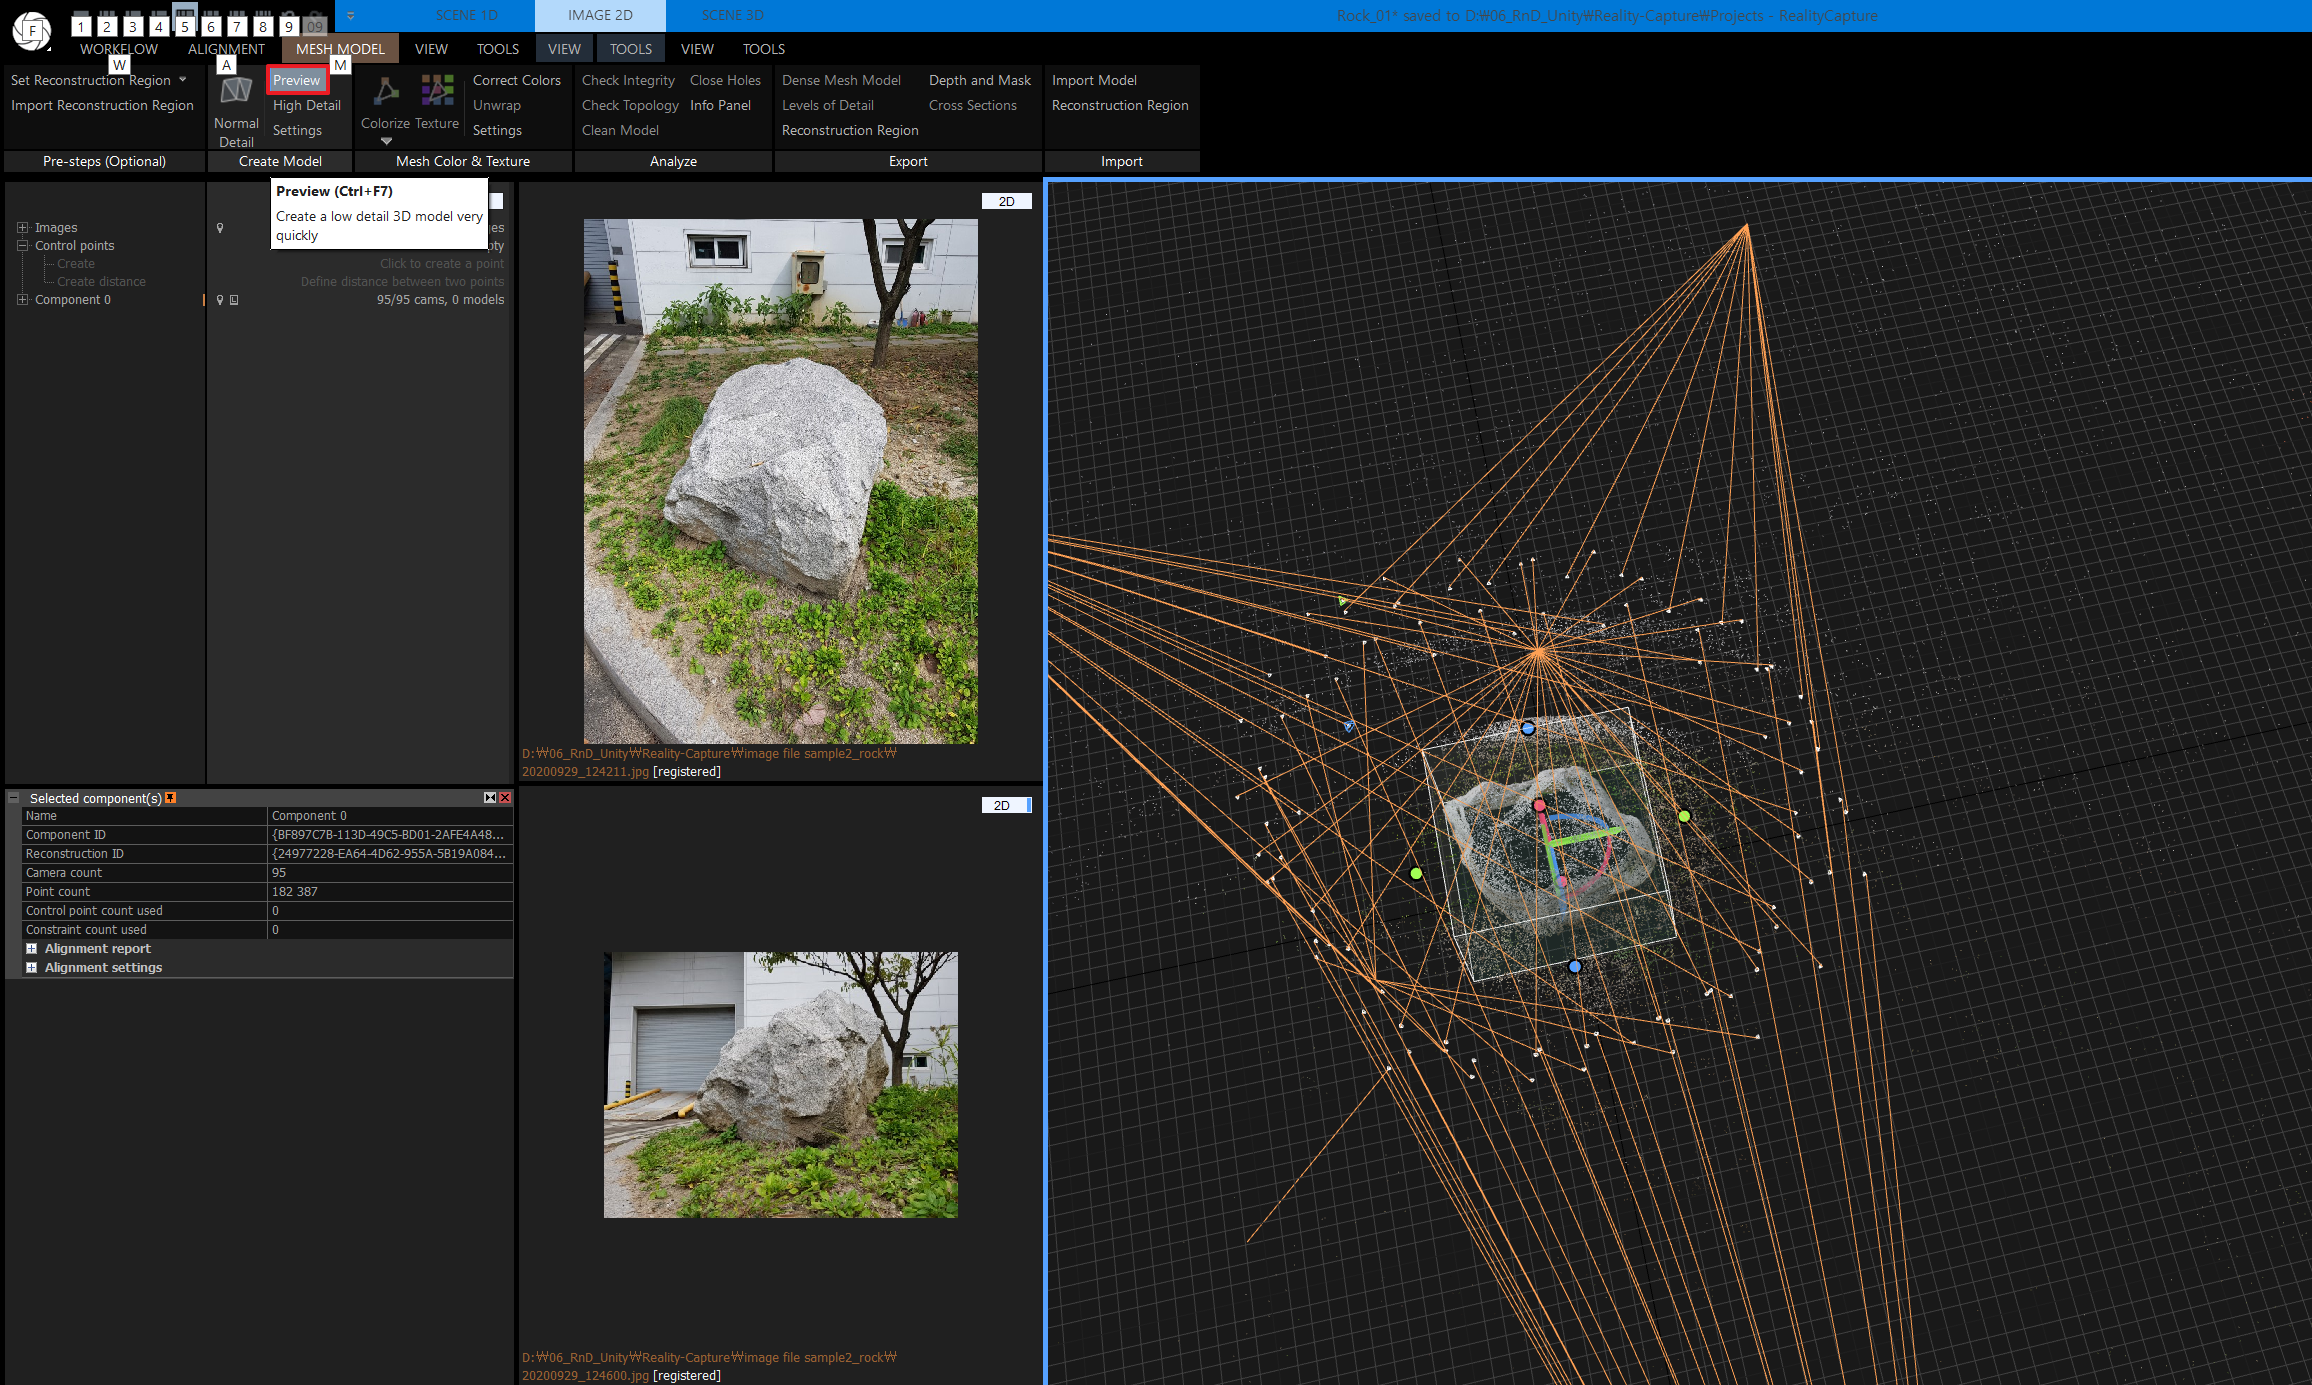 SCENE 1D IMAGE 2D SCENE 3D Rock_01* saved to D:₩06_RnD_Unity₩Reality-Capture₩Projects - RealityCapture
F 1 2 3 4 5 6 7 8 9 09
WORKFLOW ALIGNMENT MESH MODEL VIEW TOOLS VIEW TOOLS VIEW TOOLS
W A M
Set Reconstruction Region
Import Reconstruction Region
Pre-steps (Optional)
Normal
Detail
Preview
High Detail
Settings
Create Model
Colorize Texture
Correct Colors
Unwrap
Settings
Mesh Color & Texture
Check Integrity Close Holes
Check Topology Info Panel
Clean Model
Analyze
Dense Mesh Model Depth and Mask
Levels of Detail Cross Sections
Reconstruction Region
Export
Import Model
Reconstruction Region
Import
Preview (Ctrl+F7)
Create a low detail 3D model very
quickly
Images es
Control points pty
Create Click to create a point
Create distance Define distance between two points
Component 0 95/95 cams, 0 models
Selected component(s)
Name Component 0
Component ID {BF897C7B-113D-49C5-BD01-2AFE4A48...
Reconstruction ID {24977228-EA64-4D62-955A-5B19A084...
Camera count 95
Point count 182 387
Control point count used 0
Constraint count used 0
Alignment report
Alignment settings
2D
D:₩06_RnD_Unity₩Reality-Capture₩image file sample2_rock₩
20200929_124211.jpg [registered]
2D
D:₩06_RnD_Unity₩Reality-Capture₩image file sample2_rock₩
20200929_124600.jpg [registered]